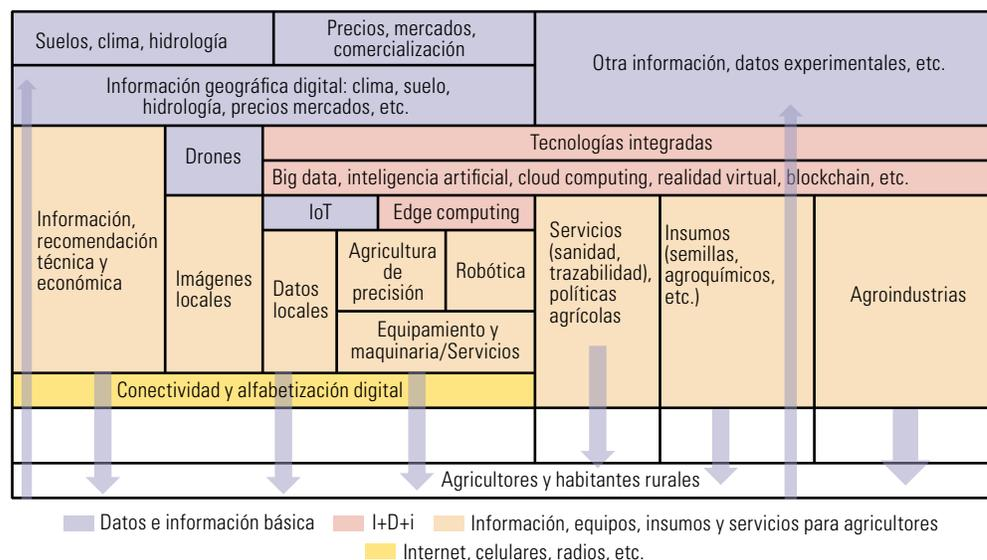 Suelos, clima, hidrología
Precios, mercados,
comercialización
Otra información, datos experimentales, etc.
Información geográfica digital: clima, suelo,
hidrología, precios mercados, etc.
Drones
Tecnologías integradas
Big data, inteligencia artificial, cloud computing, realidad virtual, blockchain, etc.
Información,
recomendación
técnica y
económica
Imágenes
locales
IoT
Edge computing
Datos
locales
Agricultura
de
precisión
Robótica
Equipamiento y
maquinaria/Servicios
Servicios
(sanidad,
trazabilidad),
políticas
agrícolas
Insumos
(semillas,
agroquímicos,
etc.)
Agroindustrias
Conectividad y alfabetización digital
Agricultores y habitantes rurales
Datos e información básica
I+D+i
Información, equipos, insumos y servicios para agricultores
Internet, celulares, radios, etc.